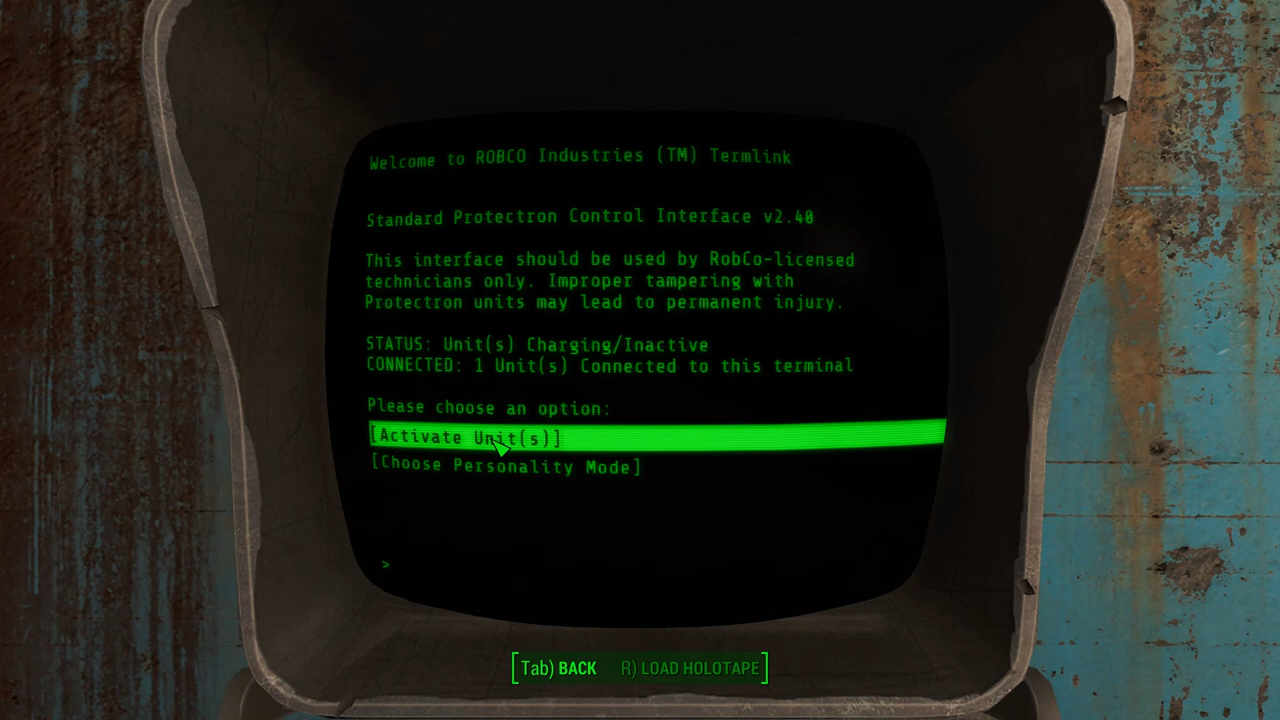 Welcome to ROBCO Industries (TM) Termlink
Standard Protectron Control Interface v2.40
This interface should be used by RobCo-licensed
technicians only. Improper tampering with
Protectron units may lead to permanent injury.
STATUS: Unit(s) Charging/Inactive
CONNECTED: 1 Unit(s) Connected to this terminal
Please choose an option:
[Activate Unit(s)]
[Choose Personality Mode]
>
[Tab) BACK R) LOAD HOLOTAPE]